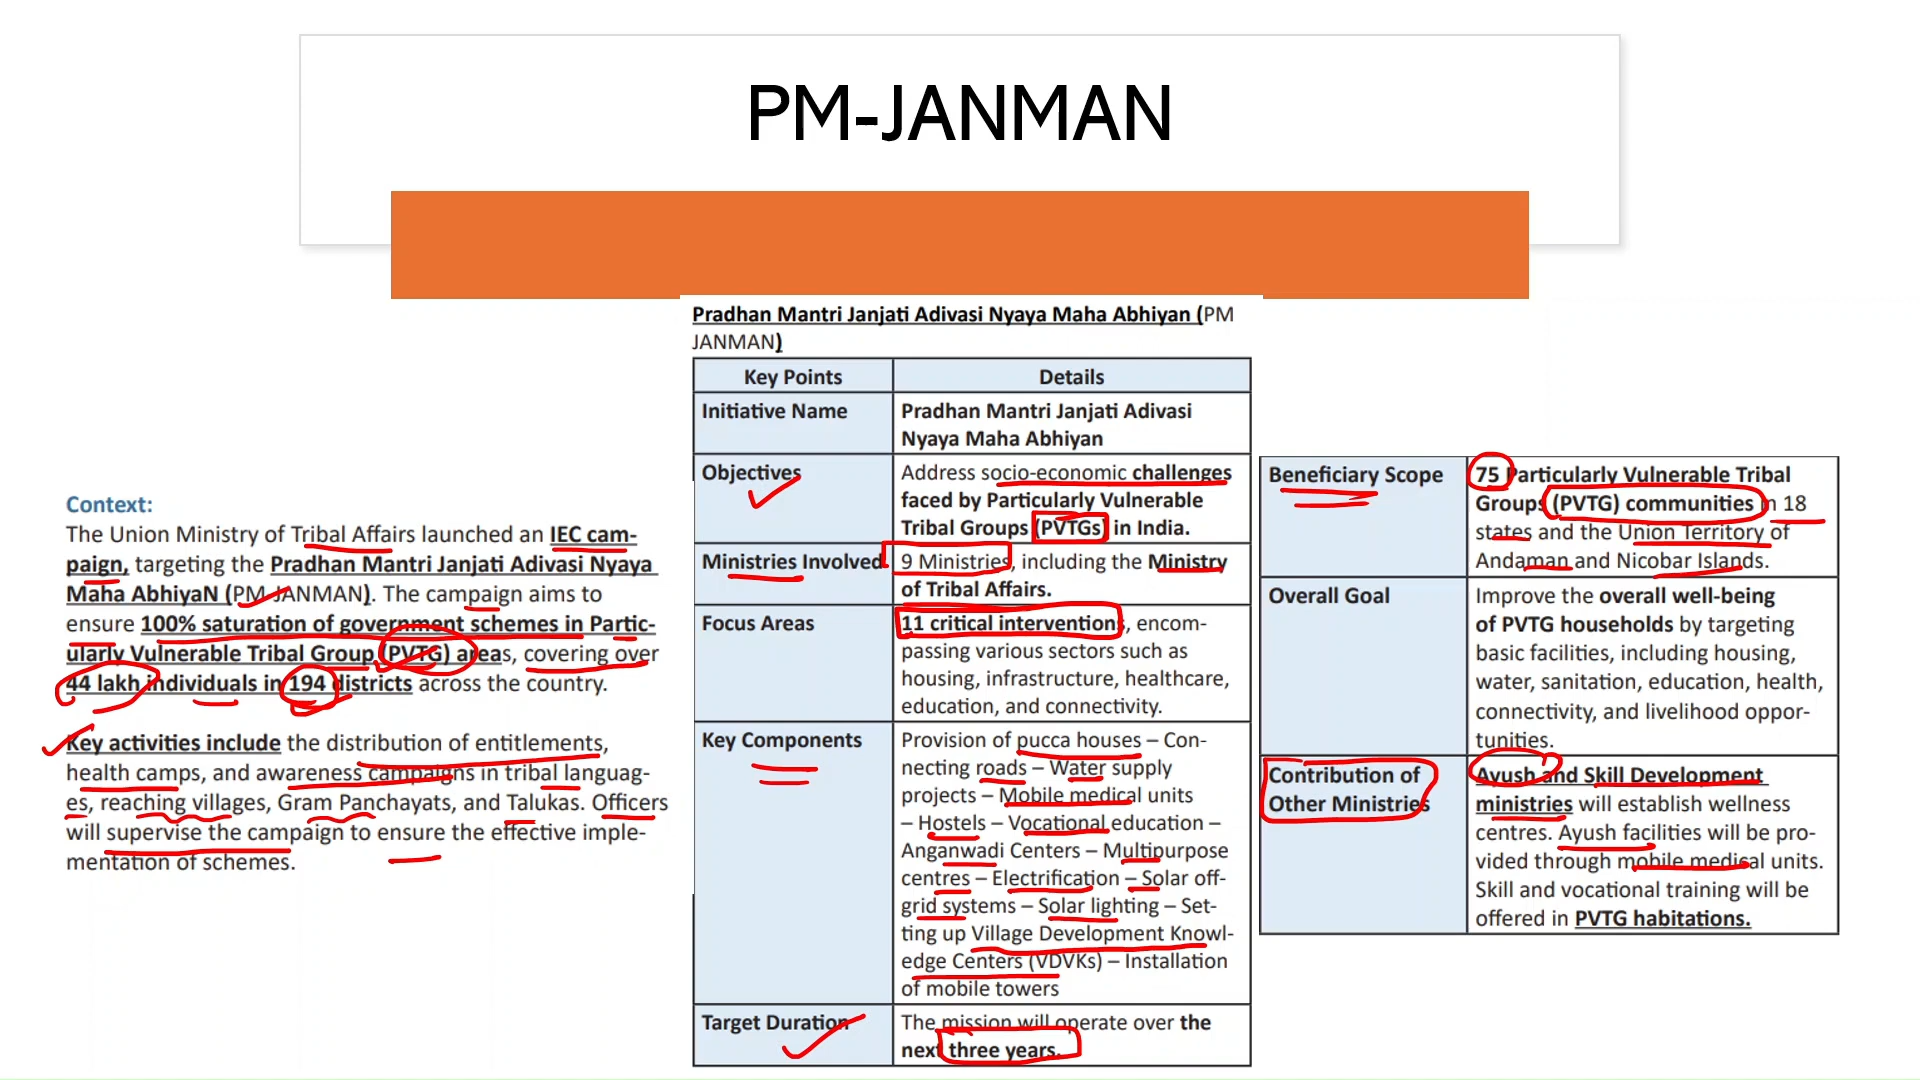 PM-JANMAN
Context:
The Union Ministry of Tribal Affairs launched an IEC cam-
paign, targeting the Pradhan Mantri Janjati Adivasi Nyaya
Maha AbhiyaN (PM JANMAN). The campaign aims to
ensure 100% saturation of government schemes in Partic-
ularly Vulnerable Tribal Group (PVTG) areas, covering over
44 lakh individuals in 194 districts across the country.
Key activities include the distribution of entitlements,
health camps, and awareness campaigns in tribal languag-
es, reaching villages, Gram Panchayats, and Talukas. Officers
will supervise the campaign to ensure the effective imple-
mentation of schemes.
Pradhan Mantri Janjati Adivasi Nyaya Maha Abhiyan (PM
JANMAN)
Key Points Details
Initiative Name Pradhan Mantri Janjati Adivasi
Nyaya Maha Abhiyan
Objectives Address socio-economic challenges
faced by Particularly Vulnerable
Tribal Groups (PVTGs) in India.
Ministries Involved 9 Ministries, including the Ministry
of Tribal Affairs.
Focus Areas 11 critical interventions, encom-
passing various sectors such as
housing, infrastructure, healthcare,
education, and connectivity.
Key Components Provision of pucca houses – Con-
necting roads – Water supply
projects – Mobile medical units
– Hostels – Vocational education –
Anganwadi Centers – Multipurpose
centres – Electrification – Solar off-
grid systems – Solar lighting – Set-
ting up Village Development Knowl-
edge Centers (VDVKs) – Installation
of mobile towers
Target Duration The mission will operate over the
next three years.
Beneficiary Scope 75 Particularly Vulnerable Tribal
Groups (PVTG) communities in 18
states and the Union Territory of
Andaman and Nicobar Islands.
Overall Goal Improve the overall well-being
of PVTG households by targeting
basic facilities, including housing,
water, sanitation, education, health,
connectivity, and livelihood oppor-
tunities.
Contribution of Ayush and Skill Development
Other Ministries ministries will establish wellness
centres. Ayush facilities will be pro-
vided through mobile medical units.
Skill and vocational training will be
offered in PVTG habitations.